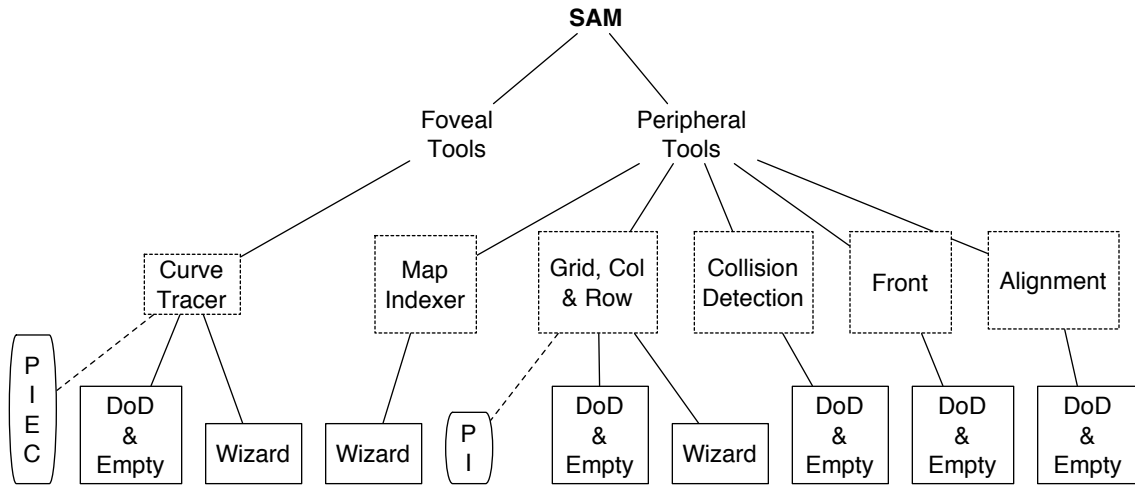 SAM
Foveal
Tools
Peripheral
Tools
Curve
Tracer
Map
Indexer
Grid, Col
& Row
Collision
Detection
Front
Alignment
P
I
E
C
DoD
&
Empty
Wizard
Wizard
P
I
DoD
&
Empty
Wizard
DoD
&
Empty
DoD
&
Empty
DoD
&
Empty